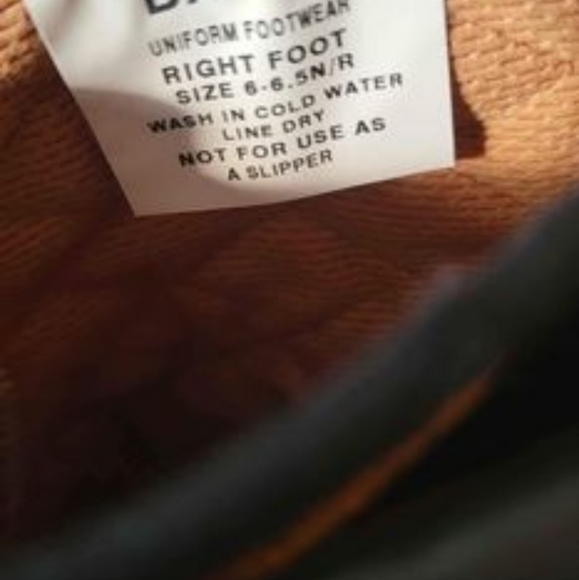 UNIFORM FOOTWEAR
RIGHT FOOT
SIZE 6-6.5N/R
WASH IN COLD WATER
LINE DRY
NOT FOR USE AS
A SLIPPER